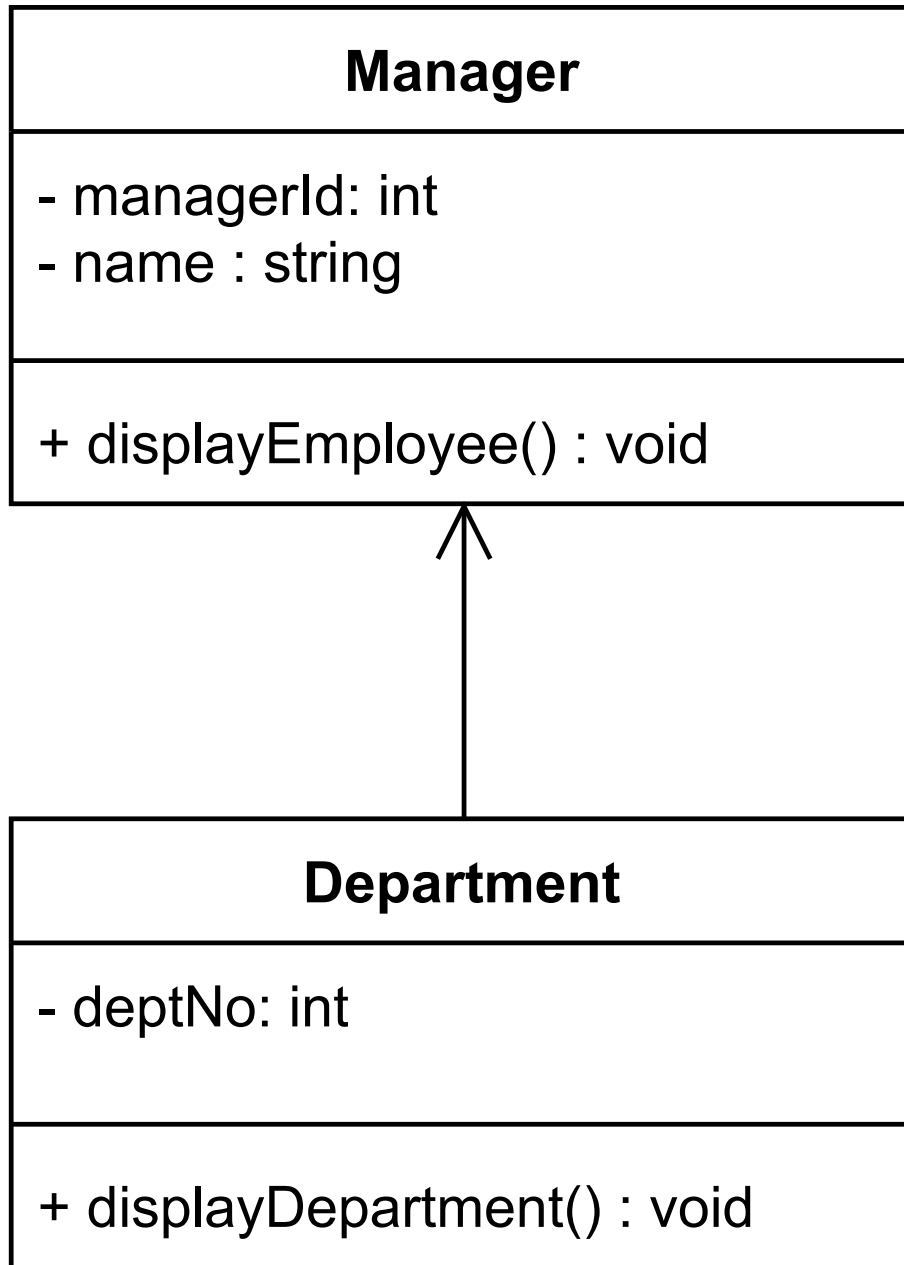 Manager
- managerId: int
- name : string
+ displayEmployee() : void
Department
- deptNo: int
+ displayDepartment() : void